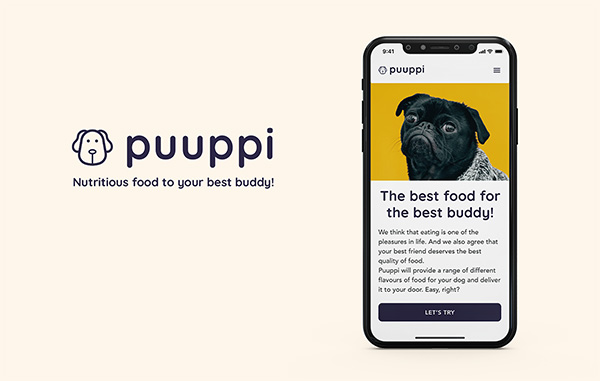 puuppi
Nutritious food to your best buddy!
9:41
puuppi
The best food for
the best buddy!
We think that eating is one of the
pleasures in life. And we also agree that
your best friend deserves the best
quality of food.
Puuppi will provide a range of different
flavours of food for your dog and deliver
it to your door. Easy, right?
LET'S TRY